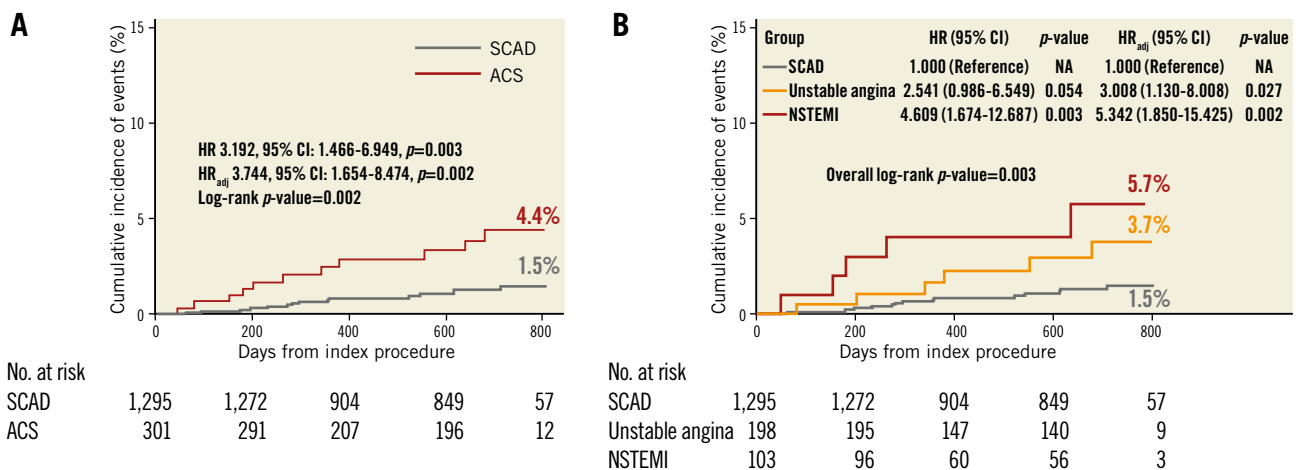 A
Cumulative incidence of events (%)
15
10
5
0
SCAD
ACS
HR 3.192, 95% CI: 1.466-6.949, p=0.003
HRadj 3.744, 95% CI: 1.654-8.474, p=0.002
Log-rank p-value=0.002
4.4%
1.5%
0 200 400 600 800
Days from index procedure
No. at risk
SCAD 1,295 1,272 904 849 57
ACS 301 291 207 196 12
B
Cumulative incidence of events (%)
15
10
5
0
Group HR (95% CI) p-value HRadj (95% CI) p-value
SCAD 1.000 (Reference) NA 1.000 (Reference) NA
Unstable angina 2.541 (0.986-6.549) 0.054 3.008 (1.130-8.008) 0.027
NSTEMI 4.609 (1.674-12.687) 0.003 5.342 (1.850-15.425) 0.002
Overall log-rank p-value=0.003
5.7%
3.7%
1.5%
0 200 400 600 800
Days from index procedure
No. at risk
SCAD 1,295 1,272 904 849 57
Unstable angina 198 195 147 140 9
NSTEMI 103 96 60 56 3